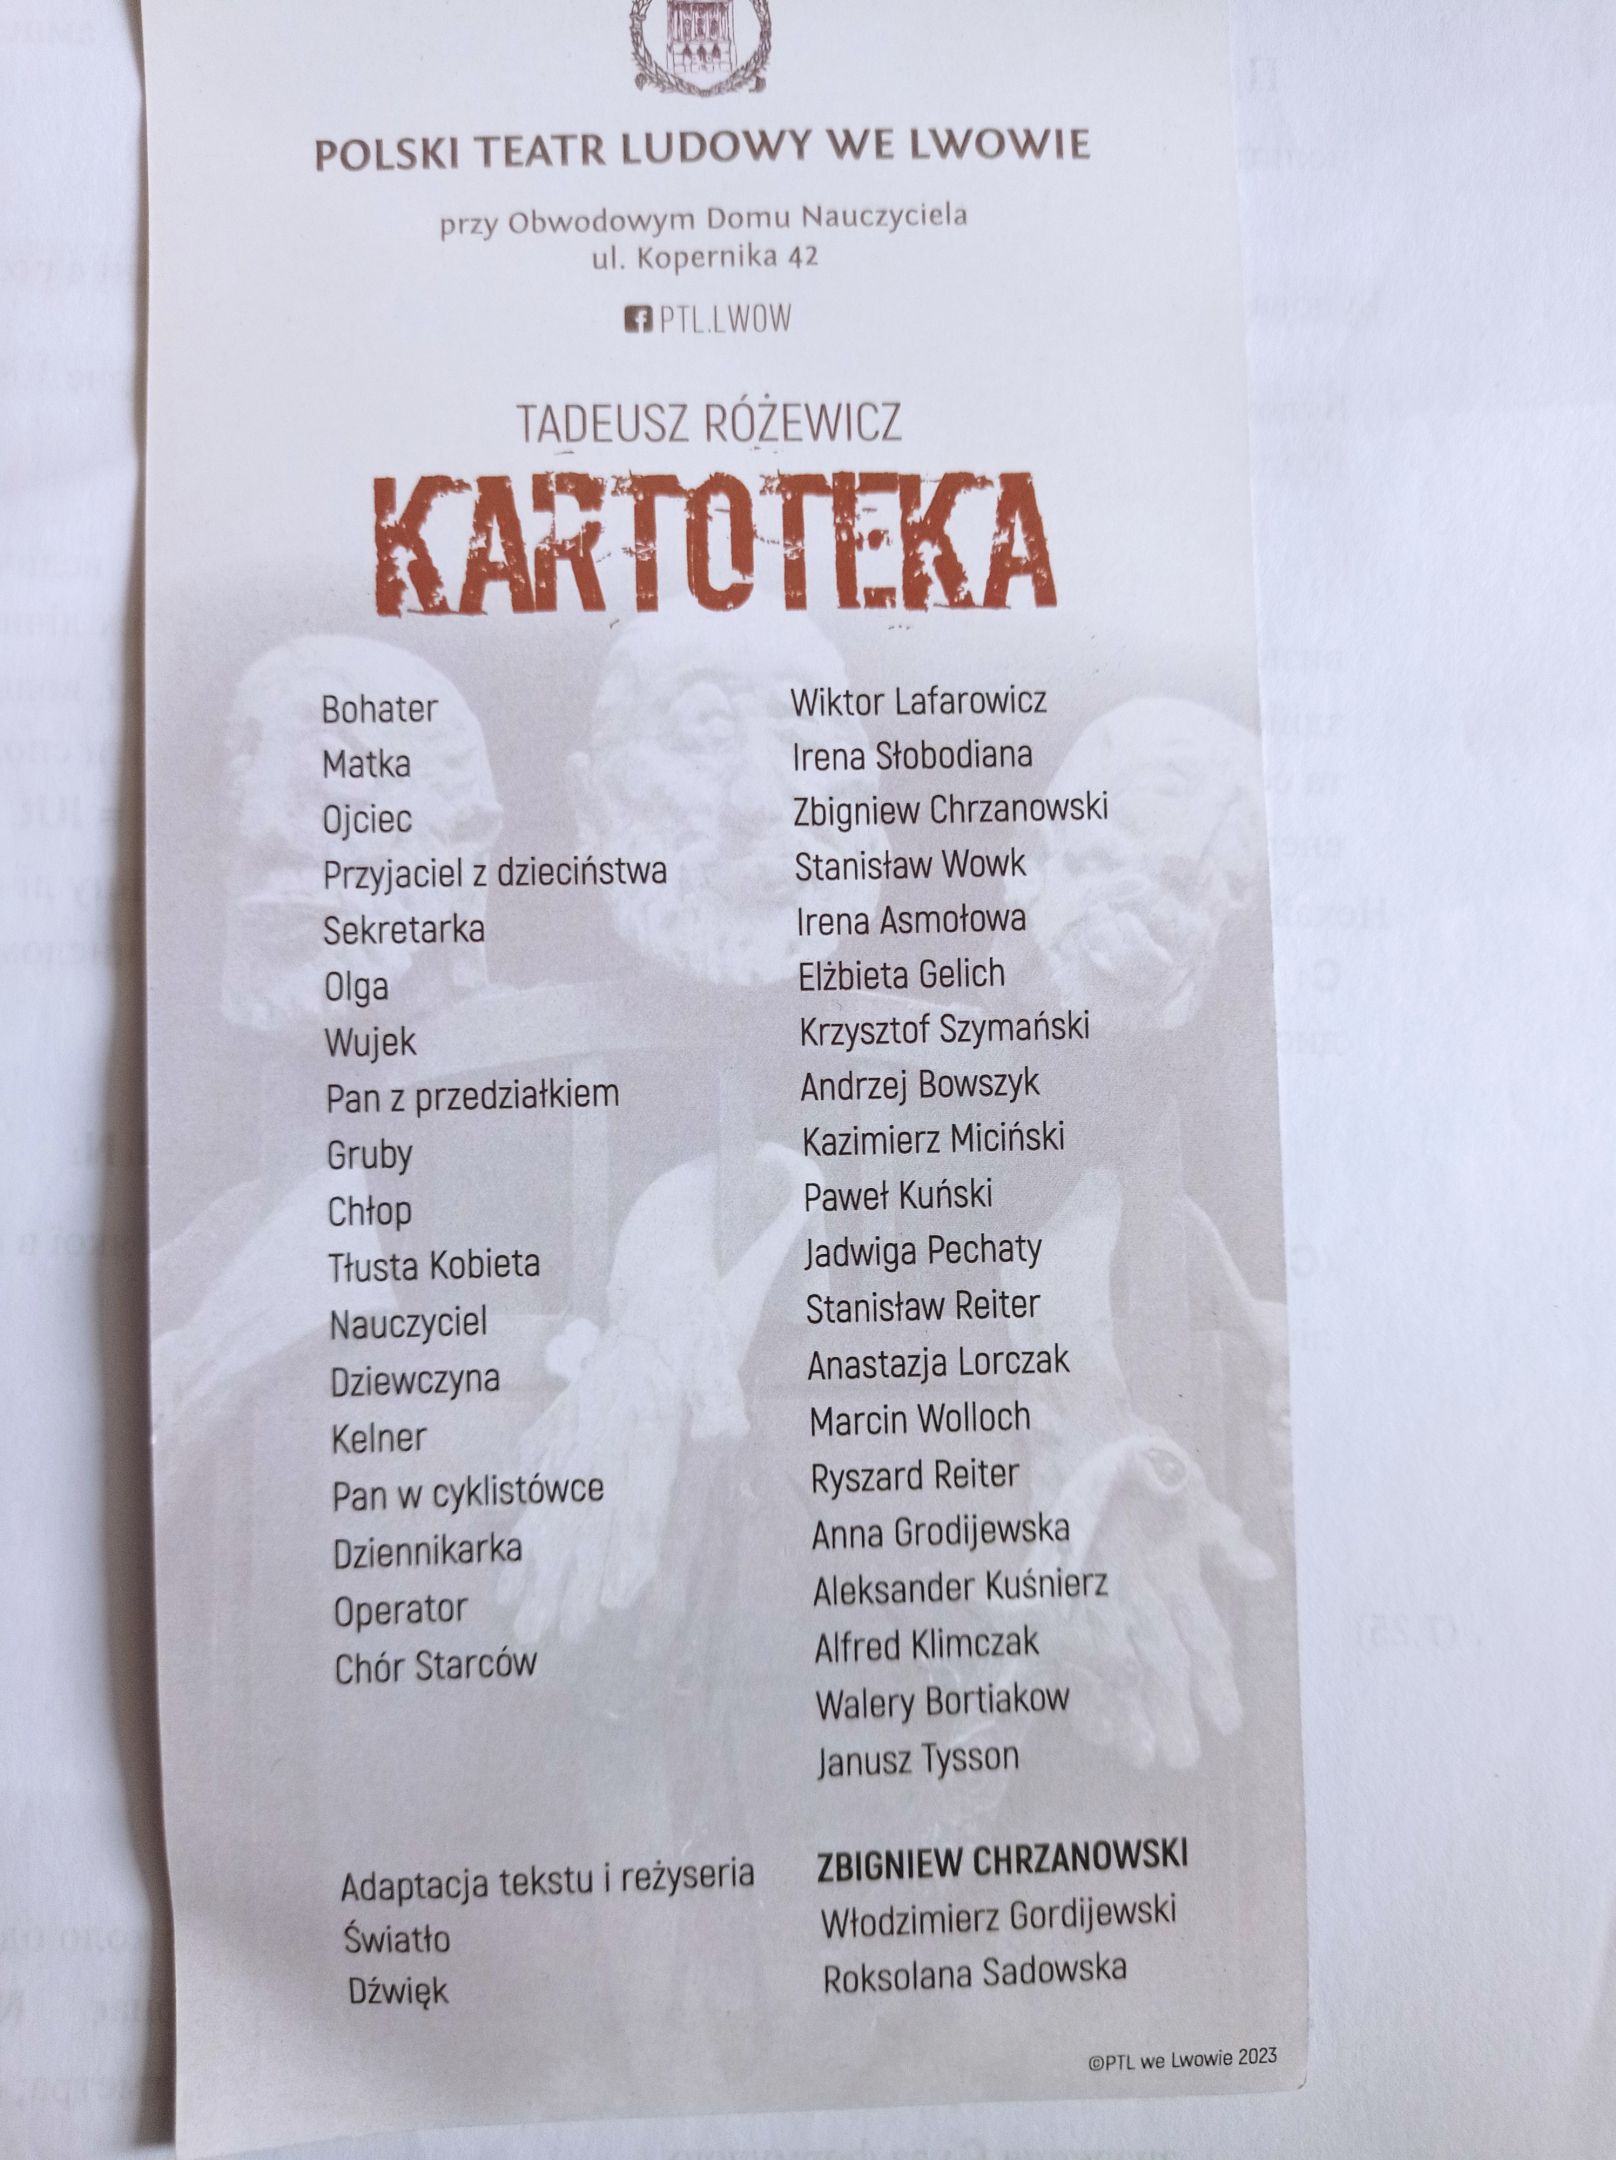 POLSKI TEATR LUDOWY WE LWOWIE
przy Obwodowym Domu Nauczyciela
ul. Kopernika 42
PTL.LWOW
TADEUSZ RÓŻEWICZ
KARTOTEKA
Bohater Wiktor Lafarowicz
Matka Irena Słobodiana
Ojciec Zbigniew Chrzanowski
Przyjaciel z dzieciństwa Stanisław Wowk
Sekretarka Irena Asmołowa
Olga Elżbieta Gelich
Wujek Krzysztof Szymański
Pan z przedziałkiem Andrzej Bowszyk
Gruby Kazimierz Miciński
Chłop Paweł Kuński
Tłusta Kobieta Jadwiga Pechaty
Nauczyciel Stanisław Reiter
Dziewczyna Anastazja Lorczak
Kelner Marcin Wolloch
Pan w cyklistówce Ryszard Reiter
Dziennikarka Anna Grodijewska
Operator Aleksander Kuśnierz
Chór Starców Alfred Klimczak
Walery Bortiakow
Janusz Tysson
Adaptacja tekstu i reżyseria ZBIGNIEW CHRZANOWSKI
Światło Włodzimierz Gordijewski
Dźwięk Roksolana Sadowska
©PTL we Lwowie 2023